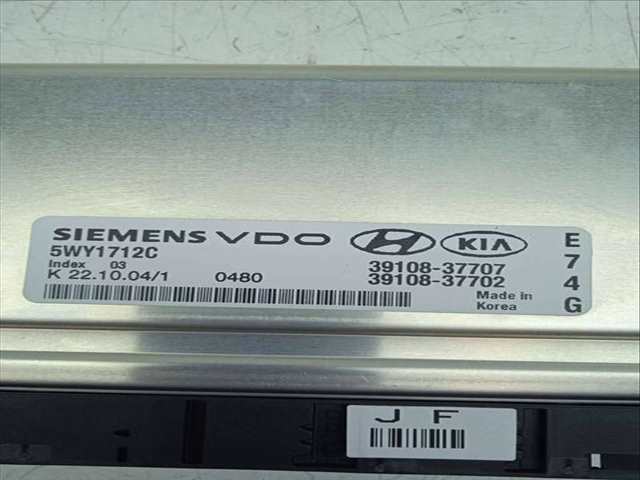 SIEMENS VDO KIA
5WY1712C
Index 03
K 22.10.04/1 0480
39108-37707
39108-37702
Made in
Korea
E
7
4
G
J F